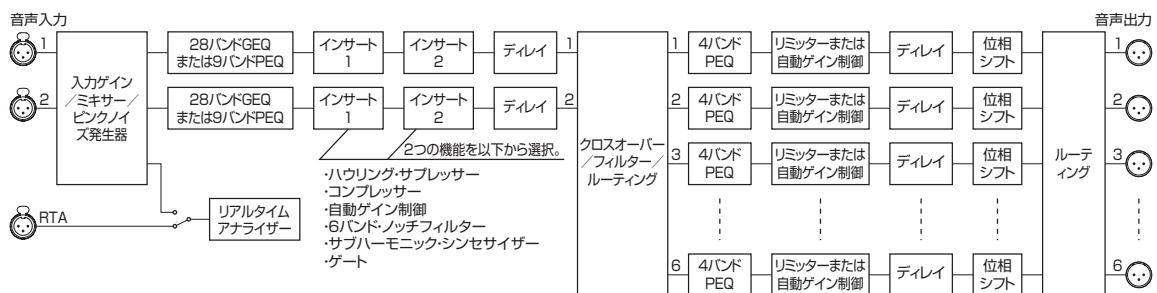 音声入力
音声出力
1
入力ゲイン
／ミキサー／
ピンクノイ
ズ発生器
28バンドGEQ
または9バンドPEQ
インサート
1
インサート
2
ディレイ
1
クロスオーバー
／フィルター／
ルーティング
1
4バンド
PEQ
リミッターまたは
自動ゲイン制御
ディレイ
位相
シフト
ルーテ
ィング
1
2
28バンドGEQ
または9バンドPEQ
インサート
1
インサート
2
ディレイ
2
2
4バンド
PEQ
リミッターまたは
自動ゲイン制御
ディレイ
位相
シフト
2
2つの機能を以下から選択。
・ハウリング・サプレッサー
・コンプレッサー
・自動ゲイン制御
・6バンド・ノッチフィルター
・サブハーモニック・シンセサイザー
・ゲート
3
4バンド
PEQ
リミッターまたは
自動ゲイン制御
ディレイ
位相
シフト
3
RTA
リアルタイム
アナライザー
6
4バンド
PEQ
リミッターまたは
自動ゲイン制御
ディレイ
位相
シフト
6